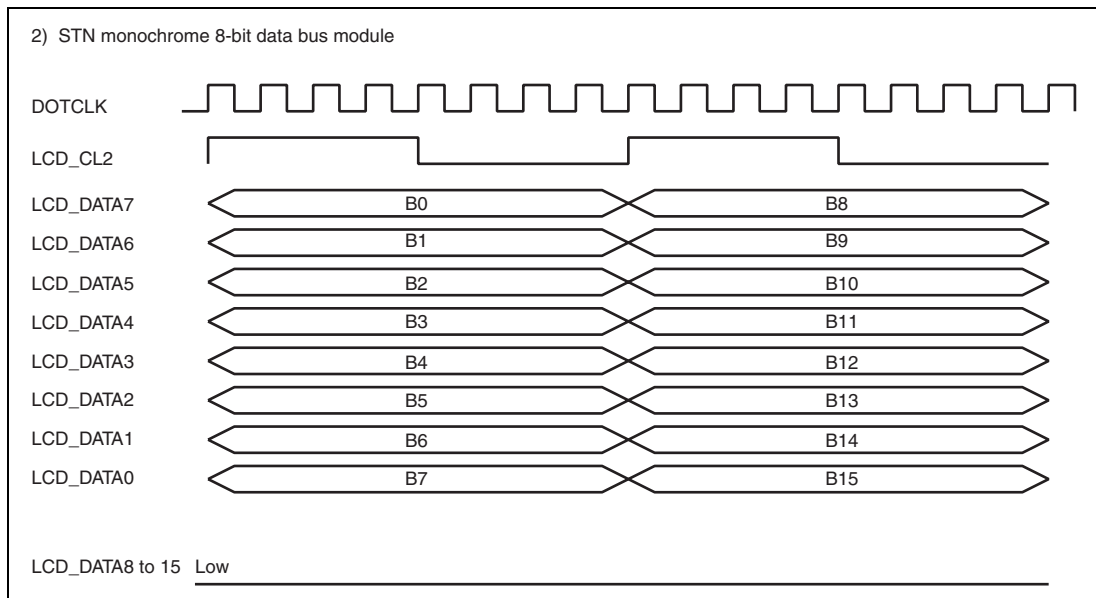 2) STN monochrome 8-bit data bus module
DOTCLK
LCD_CL2
LCD_DATA7 B0 B8
LCD_DATA6 B1 B9
LCD_DATA5 B2 B10
LCD_DATA4 B3 B11
LCD_DATA3 B4 B12
LCD_DATA2 B5 B13
LCD_DATA1 B6 B14
LCD_DATA0 B7 B15
LCD_DATA8 to 15 Low